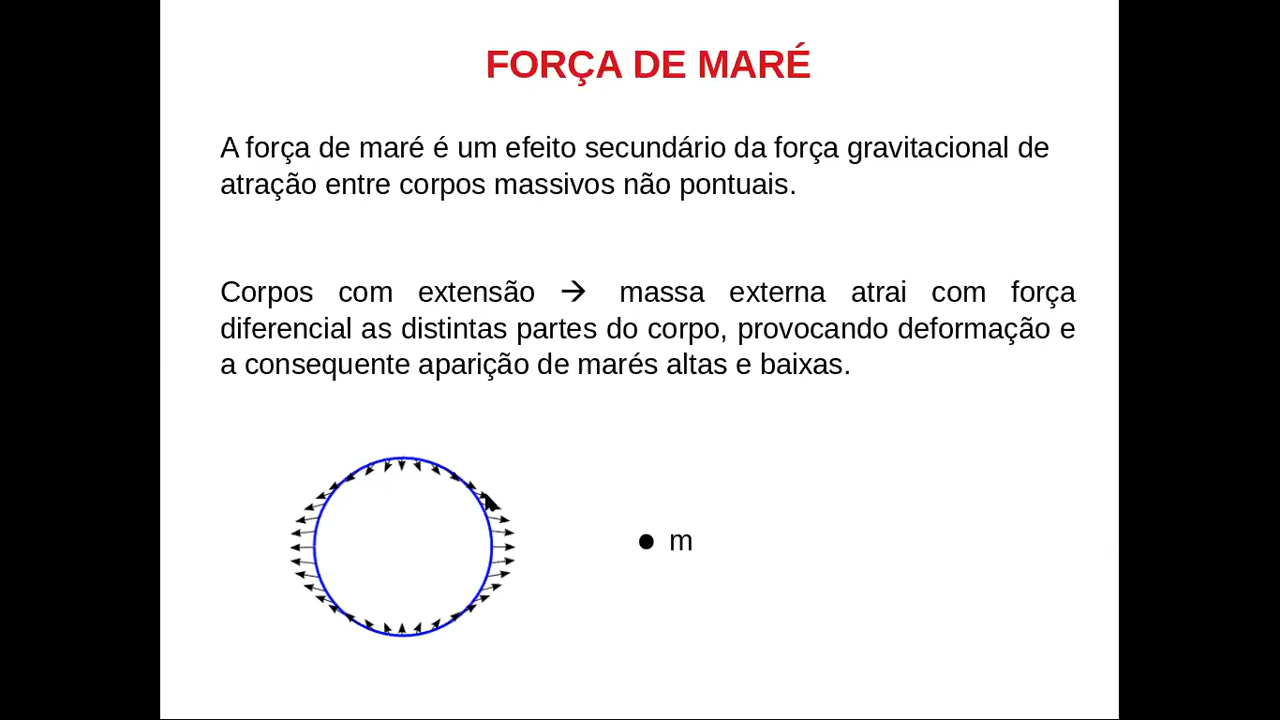 FORÇA DE MARÉ
A força de maré é um efeito secundário da força gravitacional de
atração entre corpos massivos não pontuais.
Corpos com extensão → massa externa atrai com força
diferencial as distintas partes do corpo, provocando deformação e
a consequente aparição de marés altas e baixas.
m